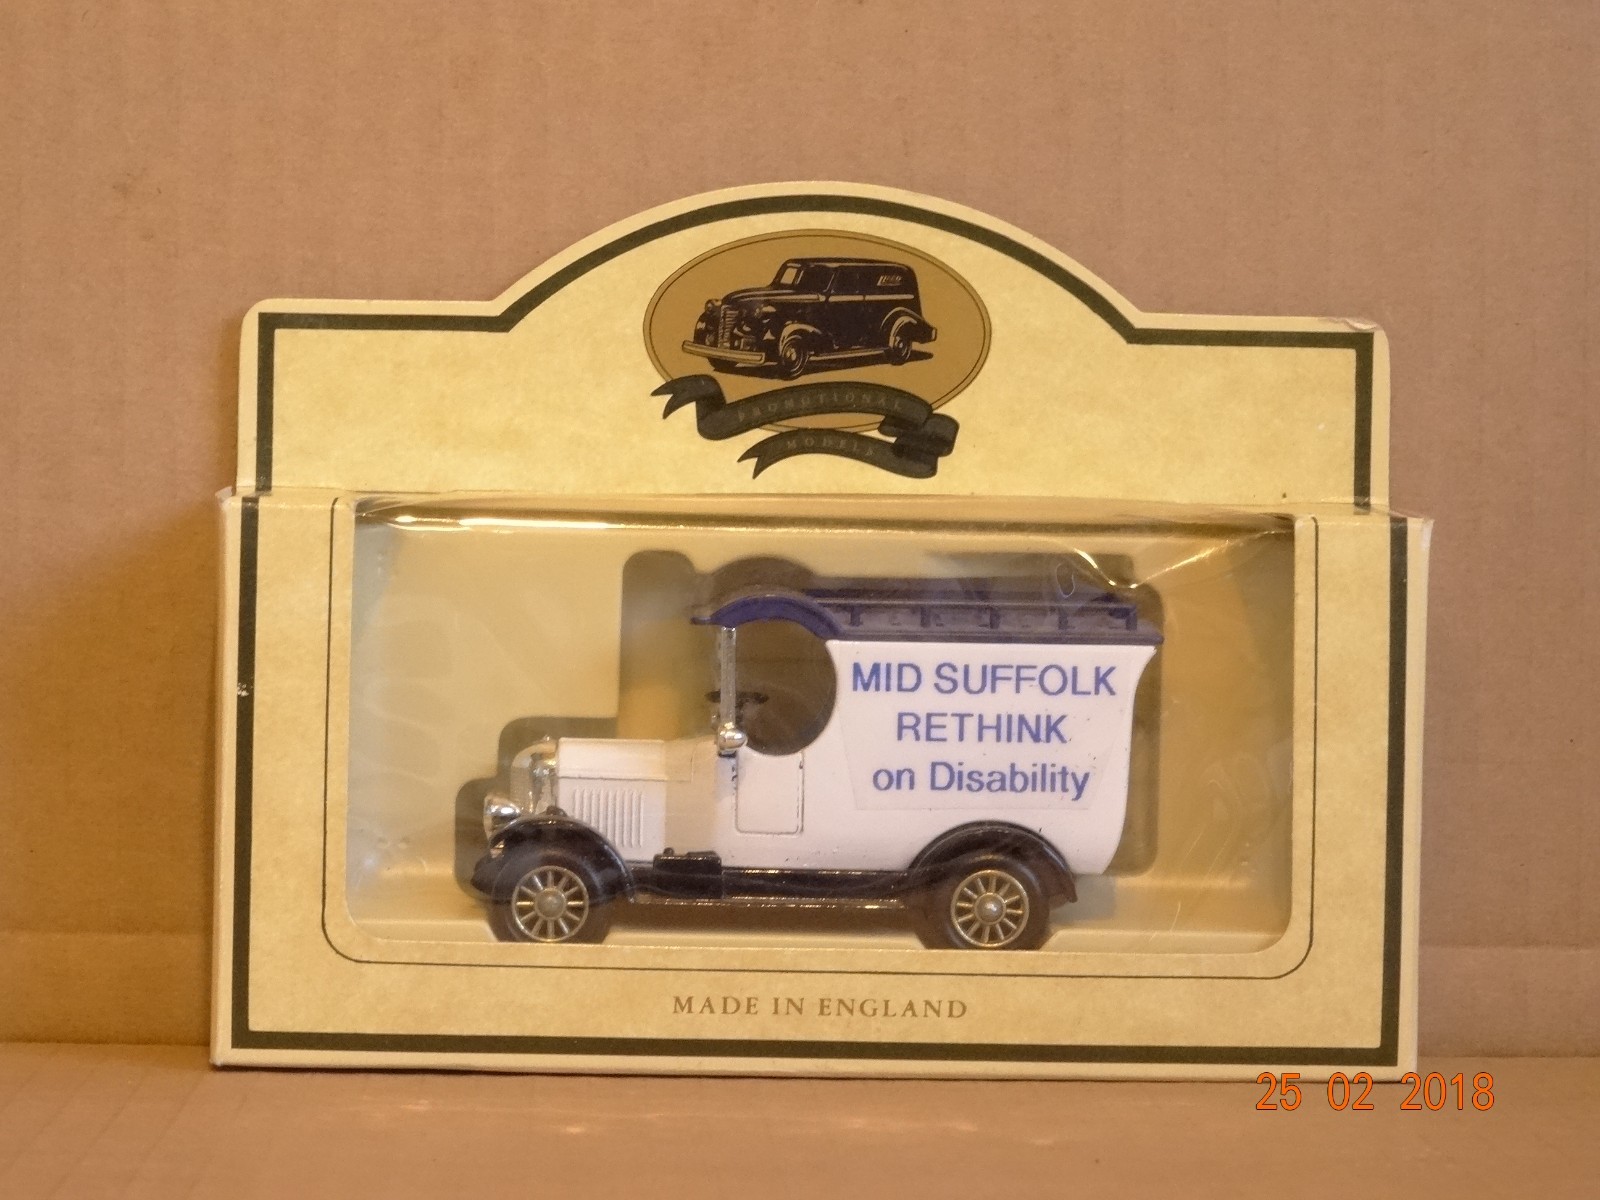 PROMOTIONAL
MODELS
MID SUFFOLK
RETHINK
on Disability
MADE IN ENGLAND
25 02 2018